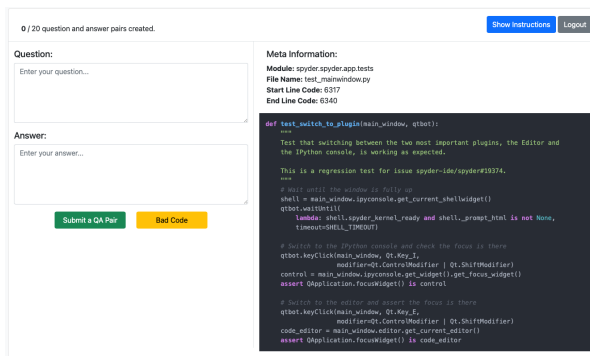 0 / 20 question and answer pairs created.
Show Instructions
Logout
Question:
Enter your question...
Answer:
Enter your answer...
Submit a QA Pair
Bad Code
Meta Information:
Module: spyder.spyder.app.tests
File Name: test_mainwindow.py
Start Line Code: 6317
End Line Code: 6340
def test_switch_to_plugin(main_window, qtbot):
"""
Test that switching between the two most important plugins, the Editor and
the IPython console, is working as expected.
This is a regression test for issue spyder-ide/spyder#19374.
"""
# Wait until the window is fully up
shell = main_window.ipyconsole.get_current_shellwidget()
qtbot.waitUntil(
lambda: shell.spyder_kernel_ready and shell._prompt_html is not None,
timeout=SHELL_TIMEOUT)
# Switch to the IPython console and check the focus is there
qtbot.keyClick(main_window, Qt.Key_I,
modifier=Qt.ControlModifier | Qt.ShiftModifier)
control = main_window.ipyconsole.get_widget().get_focus_widget()
assert QApplication.focusWidget() is control
# Switch to the editor and assert the focus is there
qtbot.keyClick(main_window, Qt.Key_E,
modifier=Qt.ControlModifier | Qt.ShiftModifier)
code_editor = main_window.editor.get_current_editor()
assert QApplication.focusWidget() is code_editor